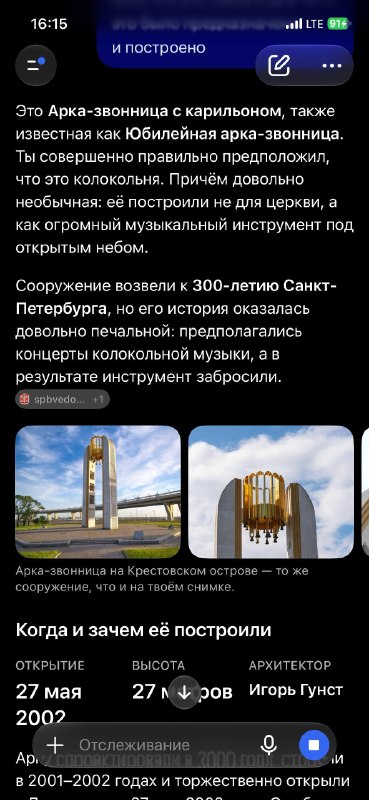 16:15
LTE 91
и построено
Это Арка-звонница с карильоном, также
известная как Юбилейная арка-звонница.
Ты совершенно правильно предположил,
что это колокольня. Причём довольно
необычная: её построили не для церкви, а
как огромный музыкальный инструмент под
открытым небом.
Сооружение возвели к 300-летию Санкт-
Петербурга, но его история оказалась
довольно печальной: предполагались
концерты колокольной музыки, а в
результате инструмент забросили.
spbvedo... +1
Арка-звонница на Крестовском острове — то же
сооружение, что и на твоём снимке.
Когда и зачем её построили
ОТКРЫТИЕ ВЫСОТА АРХИТЕКТОР
27 мая 27 Игорь Гунст
2002
Отслеживание
в 2001–2002 годах и торжественно открыли